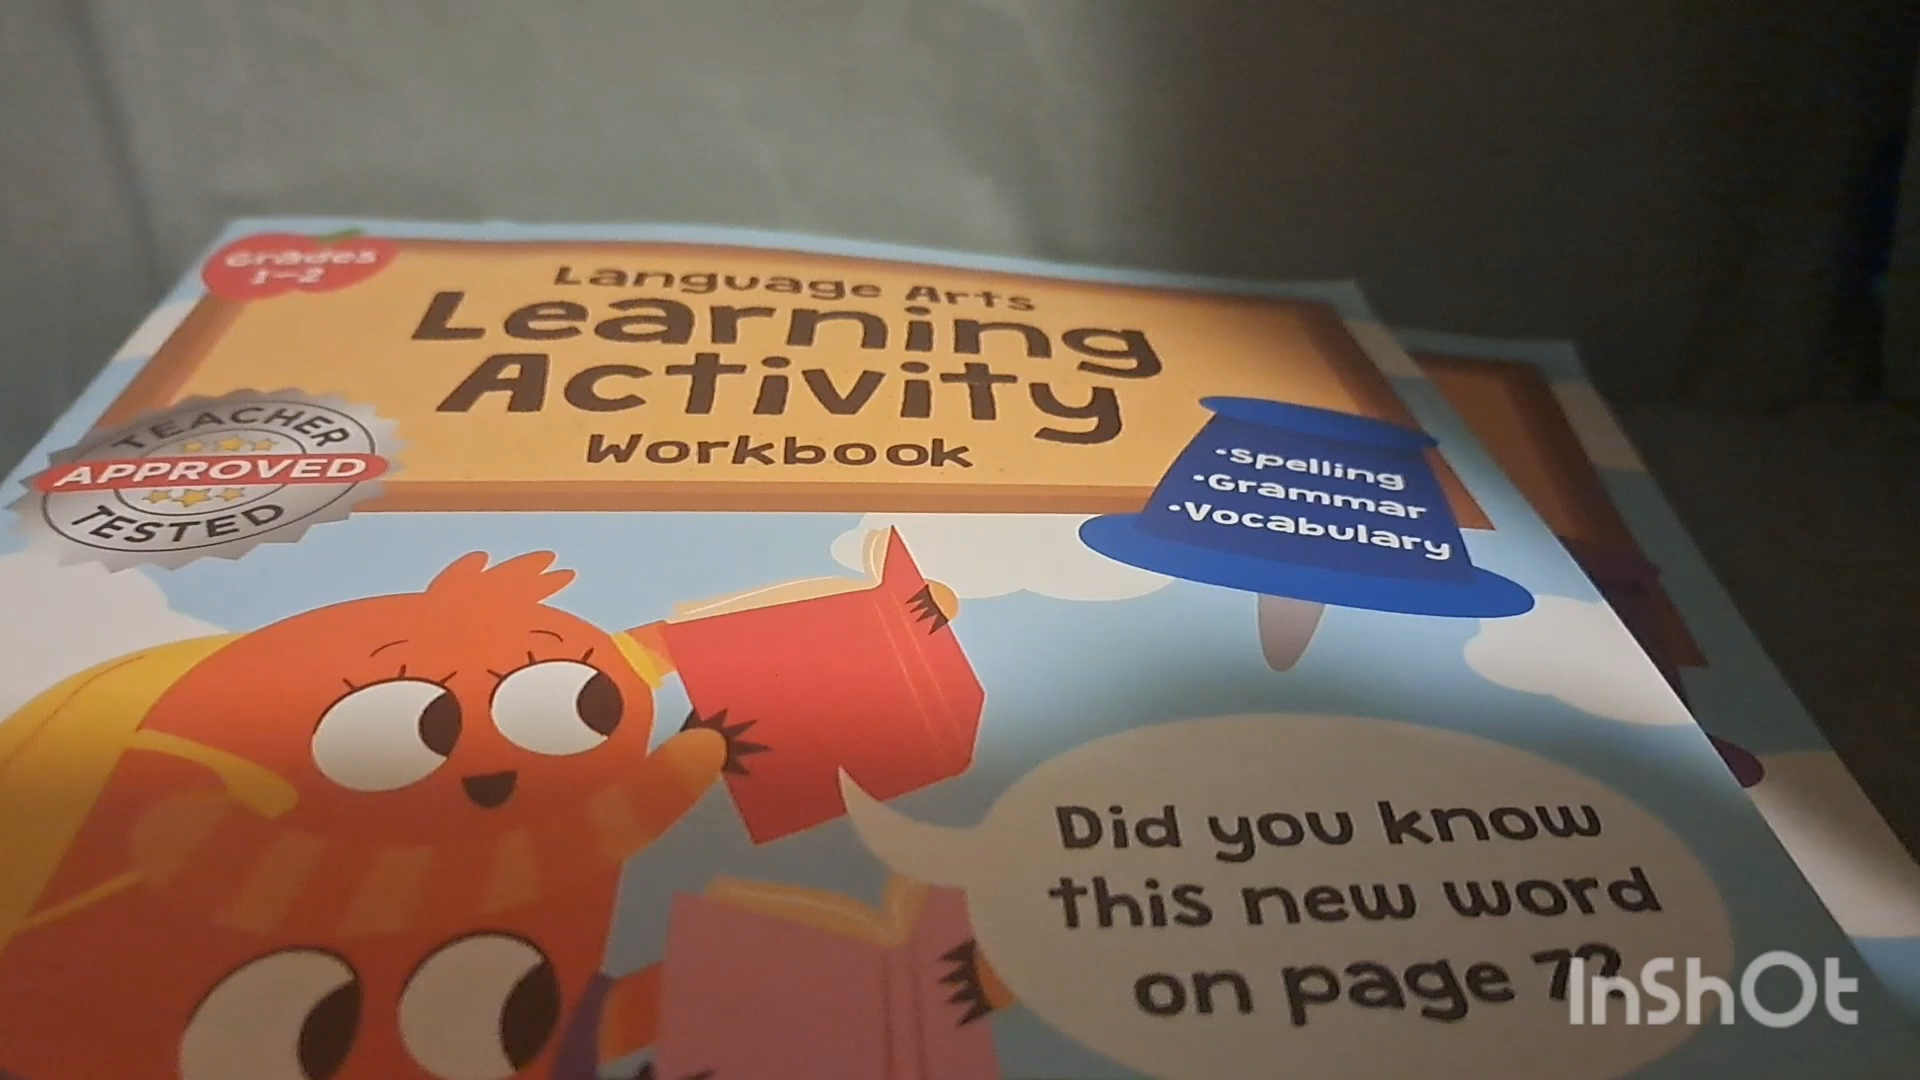 Grades
1-2
Language Arts
Learning
Activity
Workbook
TEACHER
APPROVED
TESTED
•Spelling
•Grammar
•Vocabulary
Did you know
this new word
on page 7?
InShOt